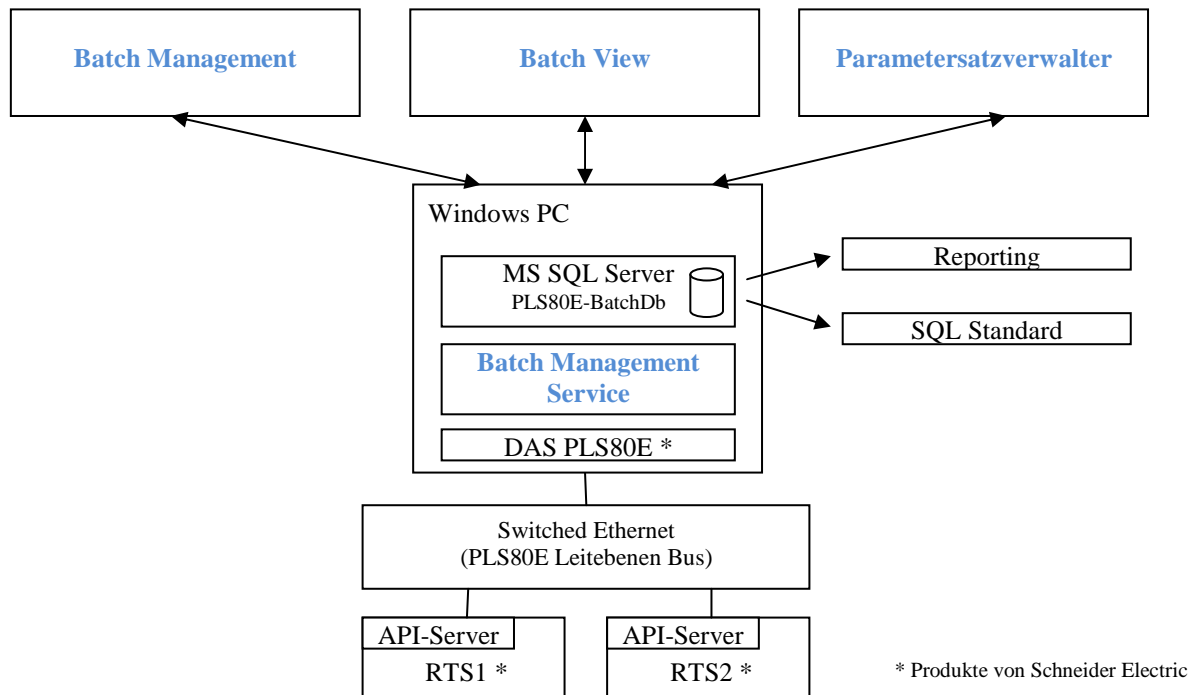 Batch Management
Batch View
Parametersatzverwalter
Windows PC
MS SQL Server
PLS80E-BatchDb
Reporting
SQL Standard
Batch Management
Service
DAS PLS80E *
Switched Ethernet
(PLS80E Leitebenen Bus)
API-Server
RTS1 *
API-Server
RTS2 *
* Produkte von Schneider Electric